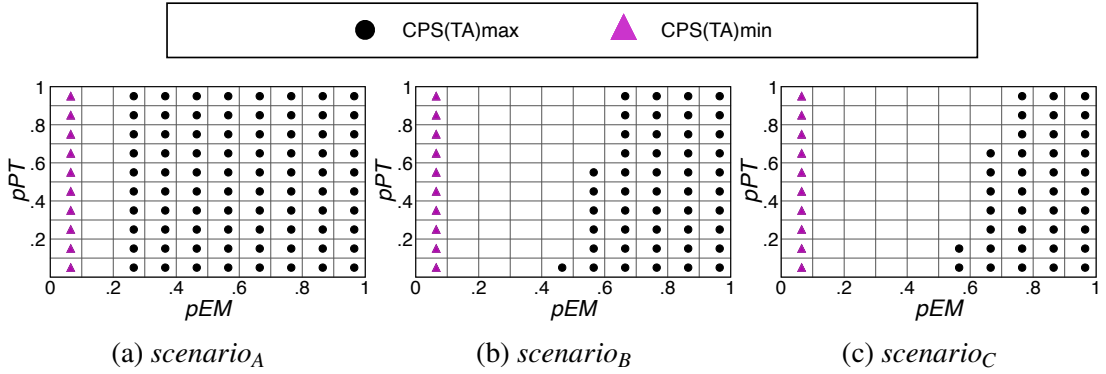 CPS(TA)max CPS(TA)min
1 .8 .6 .4 .2
pPT
0 .2 .4 .6 .8 1
pEM
(a) scenarioA
1 .8 .6 .4 .2
pPT
0 .2 .4 .6 .8 1
pEM
(b) scenarioB
1 .8 .6 .4 .2
pPT
0 .2 .4 .6 .8 1
pEM
(c) scenarioC